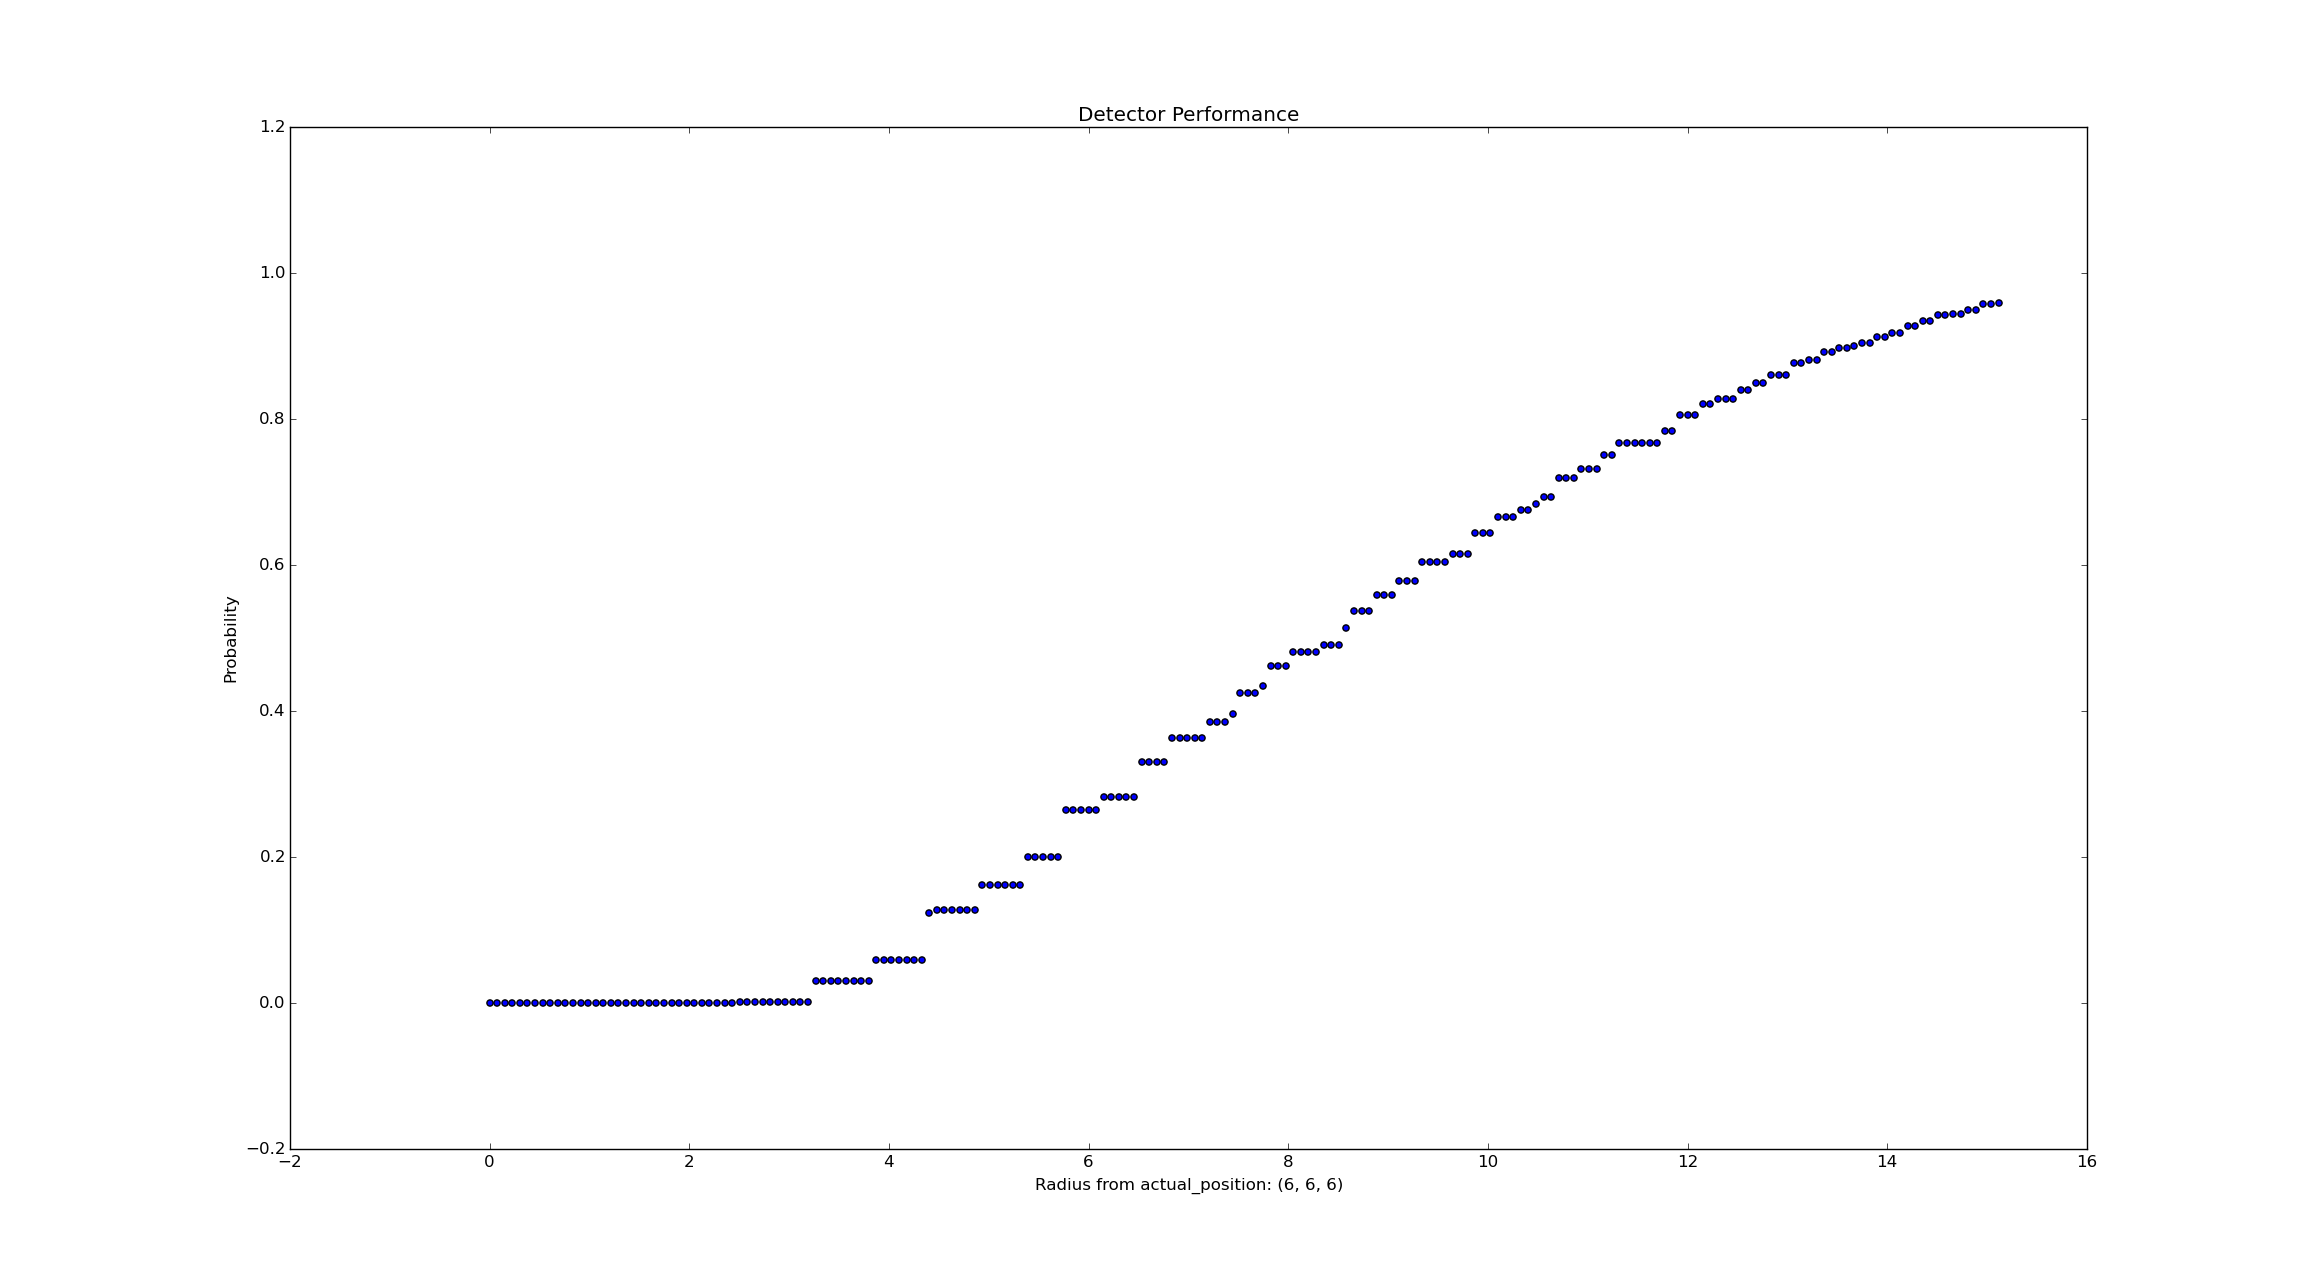 Detector Performance
1.2
1.0
0.8
0.6
0.4
0.2
0.0
−0.2
Probability
−2 0 2 4 6 8 10 12 14 16
Radius from actual_position: (6, 6, 6)